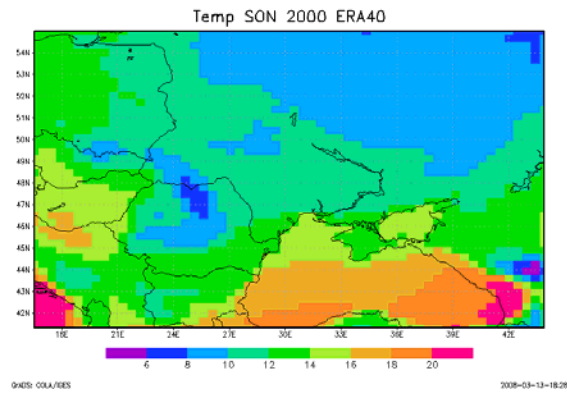 Temp SON 2000 ERA40
54N
53N
52N
51N
50N
49N
48N
47N
46N
45N
44N
43N
42N
18E 21E 24E 27E 30E 33E 36E 39E 42E
6 8 10 12 14 16 18 20
GrADS: COLA/IGES 2008-03-13-18:28